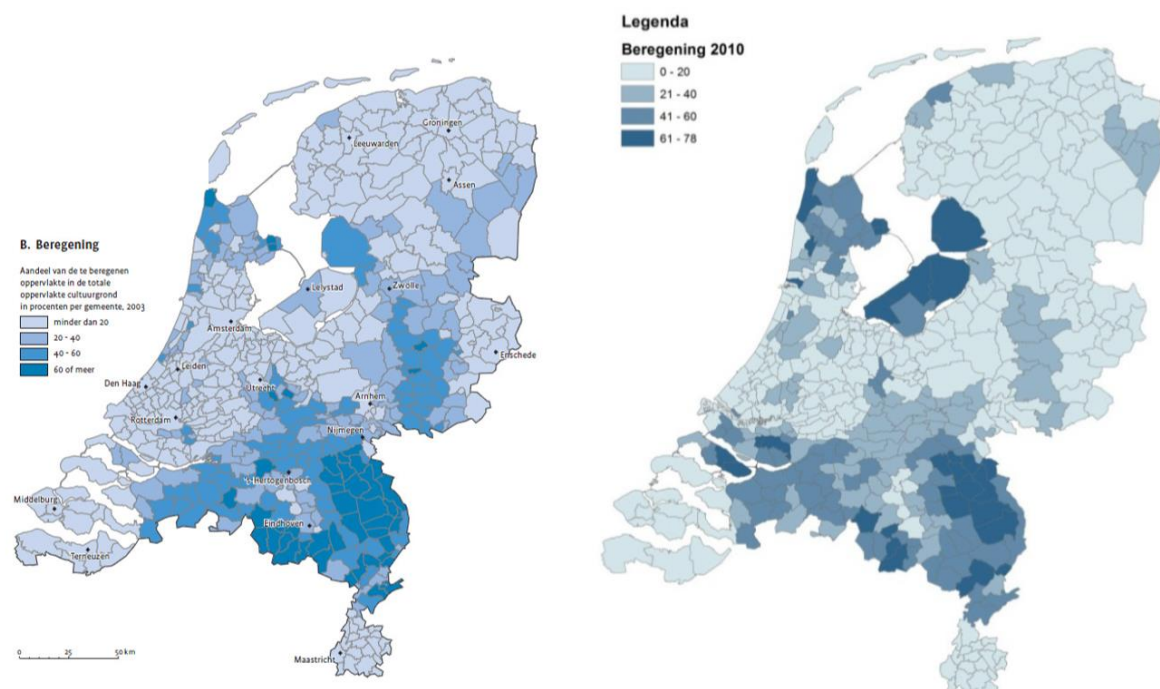 B. Beregening
Aandeel van de te beregenen
oppervlakte in de totale
oppervlakte cultuurgrond
in procenten per gemeente, 2003
minder dan 20
20 - 40
40 - 60
60 of meer
Groningen
Leeuwarden
Assen
Lelystad
Zwolle
Amsterdam
Enschede
Leiden
Den Haag
Utrecht
Arnhem
Rotterdam
Nijmegen
's Hertogenbosch
Middelburg
Eindhoven
Terneuzen
Maastricht
0 25 50 km
Legenda
Beregening 2010
0 - 20
21 - 40
41 - 60
61 - 78